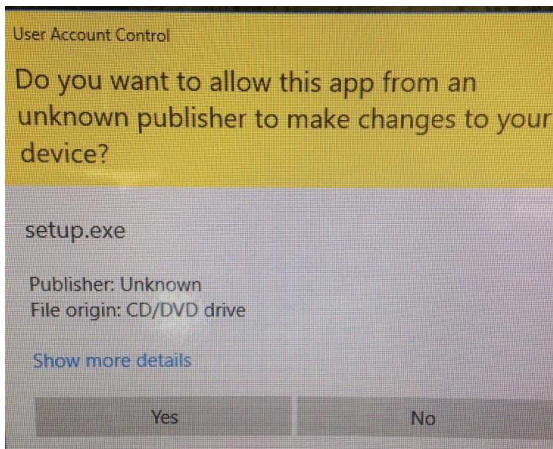 User Account Control
Do you want to allow this app from an
unknown publisher to make changes to your
device?
setup.exe
Publisher: Unknown
File origin: CD/DVD drive
Show more details
Yes
No